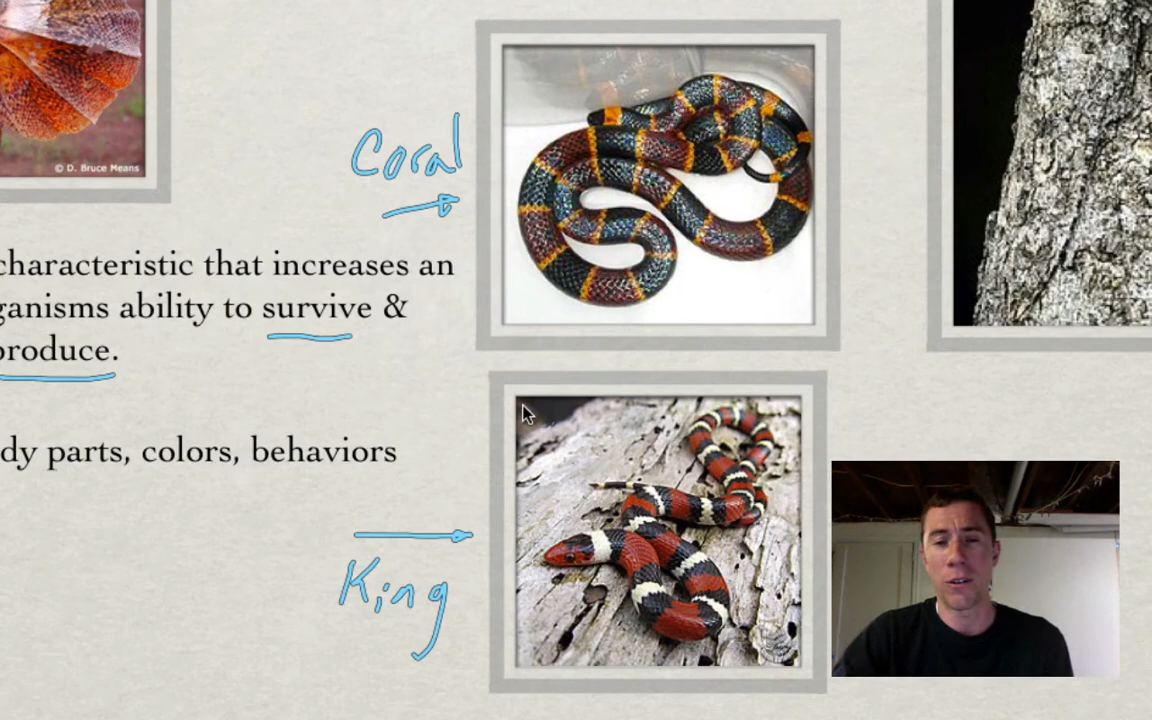 © D. Bruce Means
Coral
characteristic that increases an
ganisms ability to survive &
produce.
dy parts, colors, behaviors
King